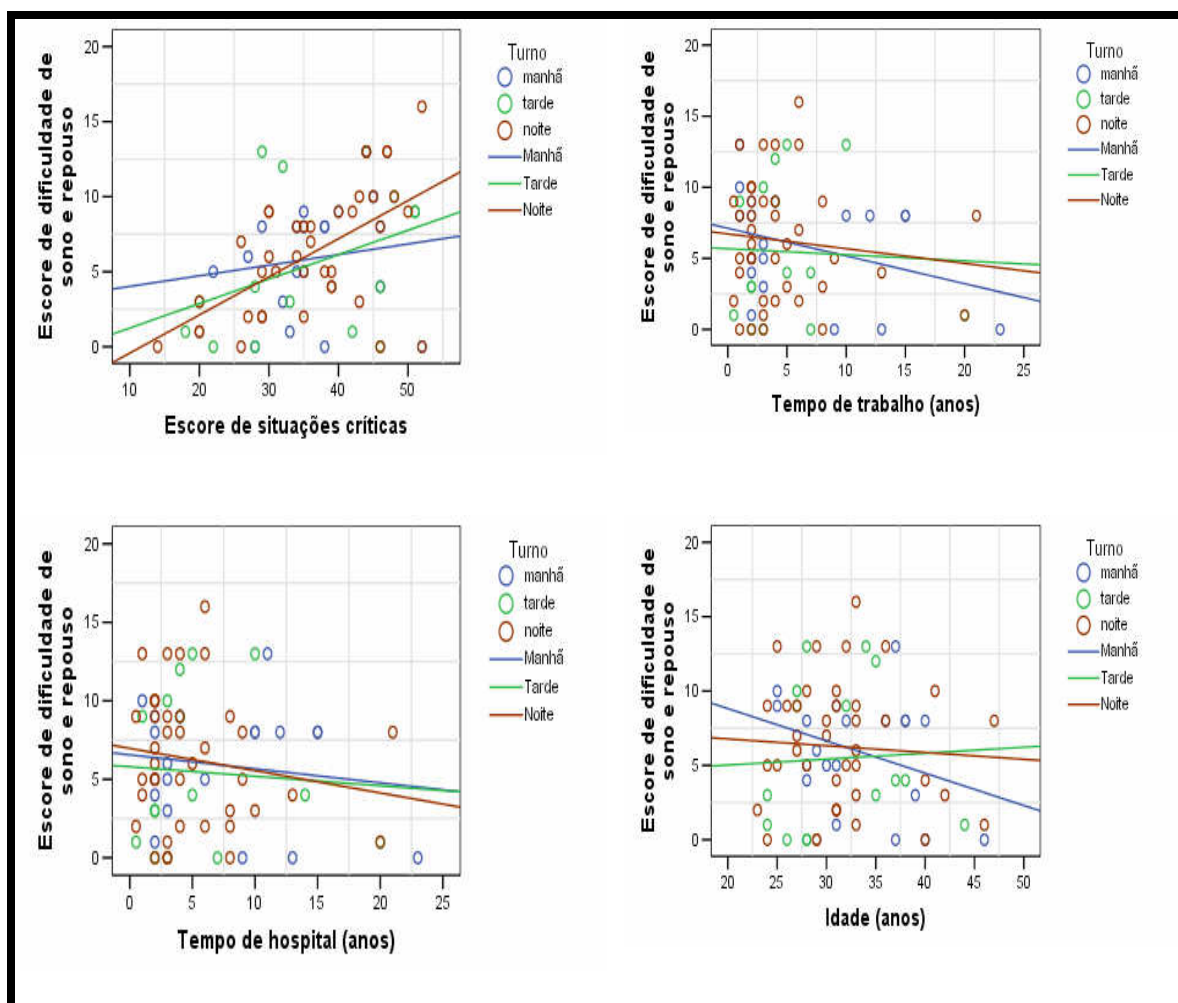 Escore de dificuldade de
sono e repouso
20
15
10
5
0
10 20 30 40 50
Escore de situações críticas
Turno
manhã
tarde
noite
Manhã
Tarde
Noite
Escore de dificuldade de
sono e repouso
20
15
10
5
0
0 5 10 15 20 25
Tempo de trabalho (anos)
Turno
manhã
tarde
noite
Manhã
Tarde
Noite
Escore de dificuldade de
sono e repouso
20
15
10
5
0
0 5 10 15 20 25
Tempo de hospital (anos)
Turno
manhã
tarde
noite
Manhã
Tarde
Noite
Escore de dificuldade de
sono e repouso
20
15
10
5
0
20 25 30 35 40 45 50
Idade (anos)
Turno
manhã
tarde
noite
Manhã
Tarde
Noite